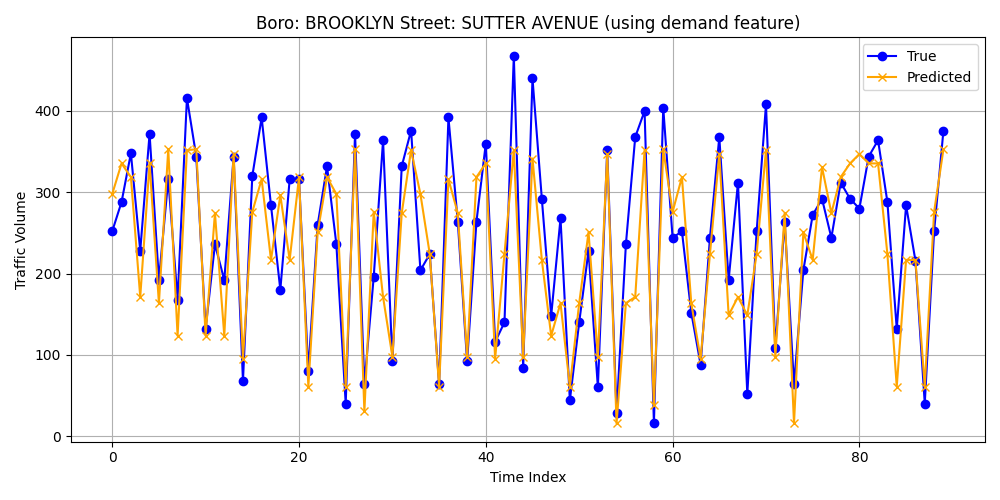 Boro: BROOKLYN Street: SUTTER AVENUE (using demand feature)
True
Predicted
Traffic Volume
400
300
200
100
0
0 20 40 60 80
Time Index